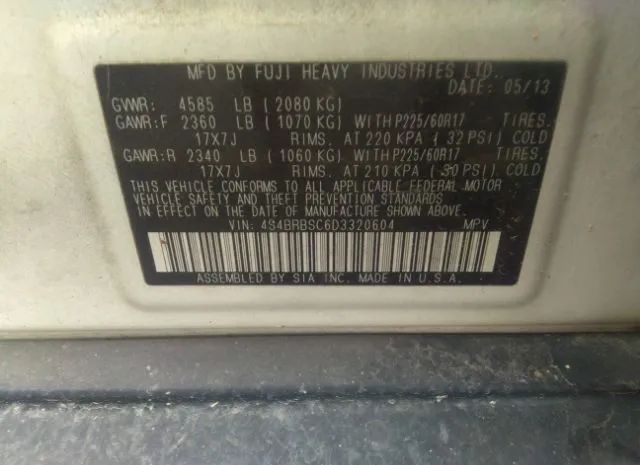 MFD BY FUJI HEAVY INDUSTRIES LTD.
DATE: 05/13
GVWR: 4585 LB (2080 KG)
GAWR:F 2360 LB (1070 KG) WITH P225/60R17 TIRES,
17X7J RIMS, AT 220 KPA (32 PSI) COLD
GAWR:R 2340 LB (1060 KG) WITH P225/60R17 TIRES,
17X7J RIMS, AT 210 KPA (30 PSI) COLD
THIS VEHICLE CONFORMS TO ALL APPLICABLE FEDERAL MOTOR
VEHICLE SAFETY AND THEFT PREVENTION STANDARDS
IN EFFECT ON THE DATE OF MANUFACTURE SHOWN ABOVE.
VIN: 4S4BRBSC6D3320604 MPV
ASSEMBLED BY SIA INC. MADE IN U.S.A.